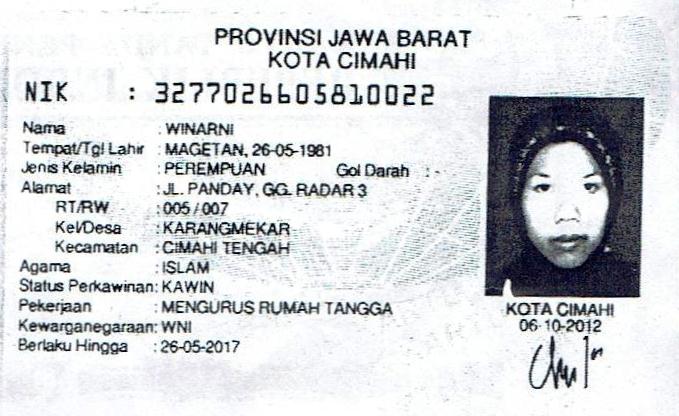 PROVINSI JAWA BARAT
KOTA CIMAHI
NIK : 3277026605810022
Nama : WINARNI
Tempat/Tgl Lahir : MAGETAN, 26-05-1981
Jenis Kelamin : PEREMPUAN Gol Darah : -
Alamat : JL. PANDAY, GG. RADAR 3
RT/RW : 005 / 007
Kel/Desa : KARANGMEKAR
Kecamatan : CIMAHI TENGAH
Agama : ISLAM
Status Perkawinan: KAWIN
Pekerjaan : MENGURUS RUMAH TANGGA
Kewarganegaraan: WNI
Berlaku Hingga : 26-05-2017
KOTA CIMAHI
06-10-2012